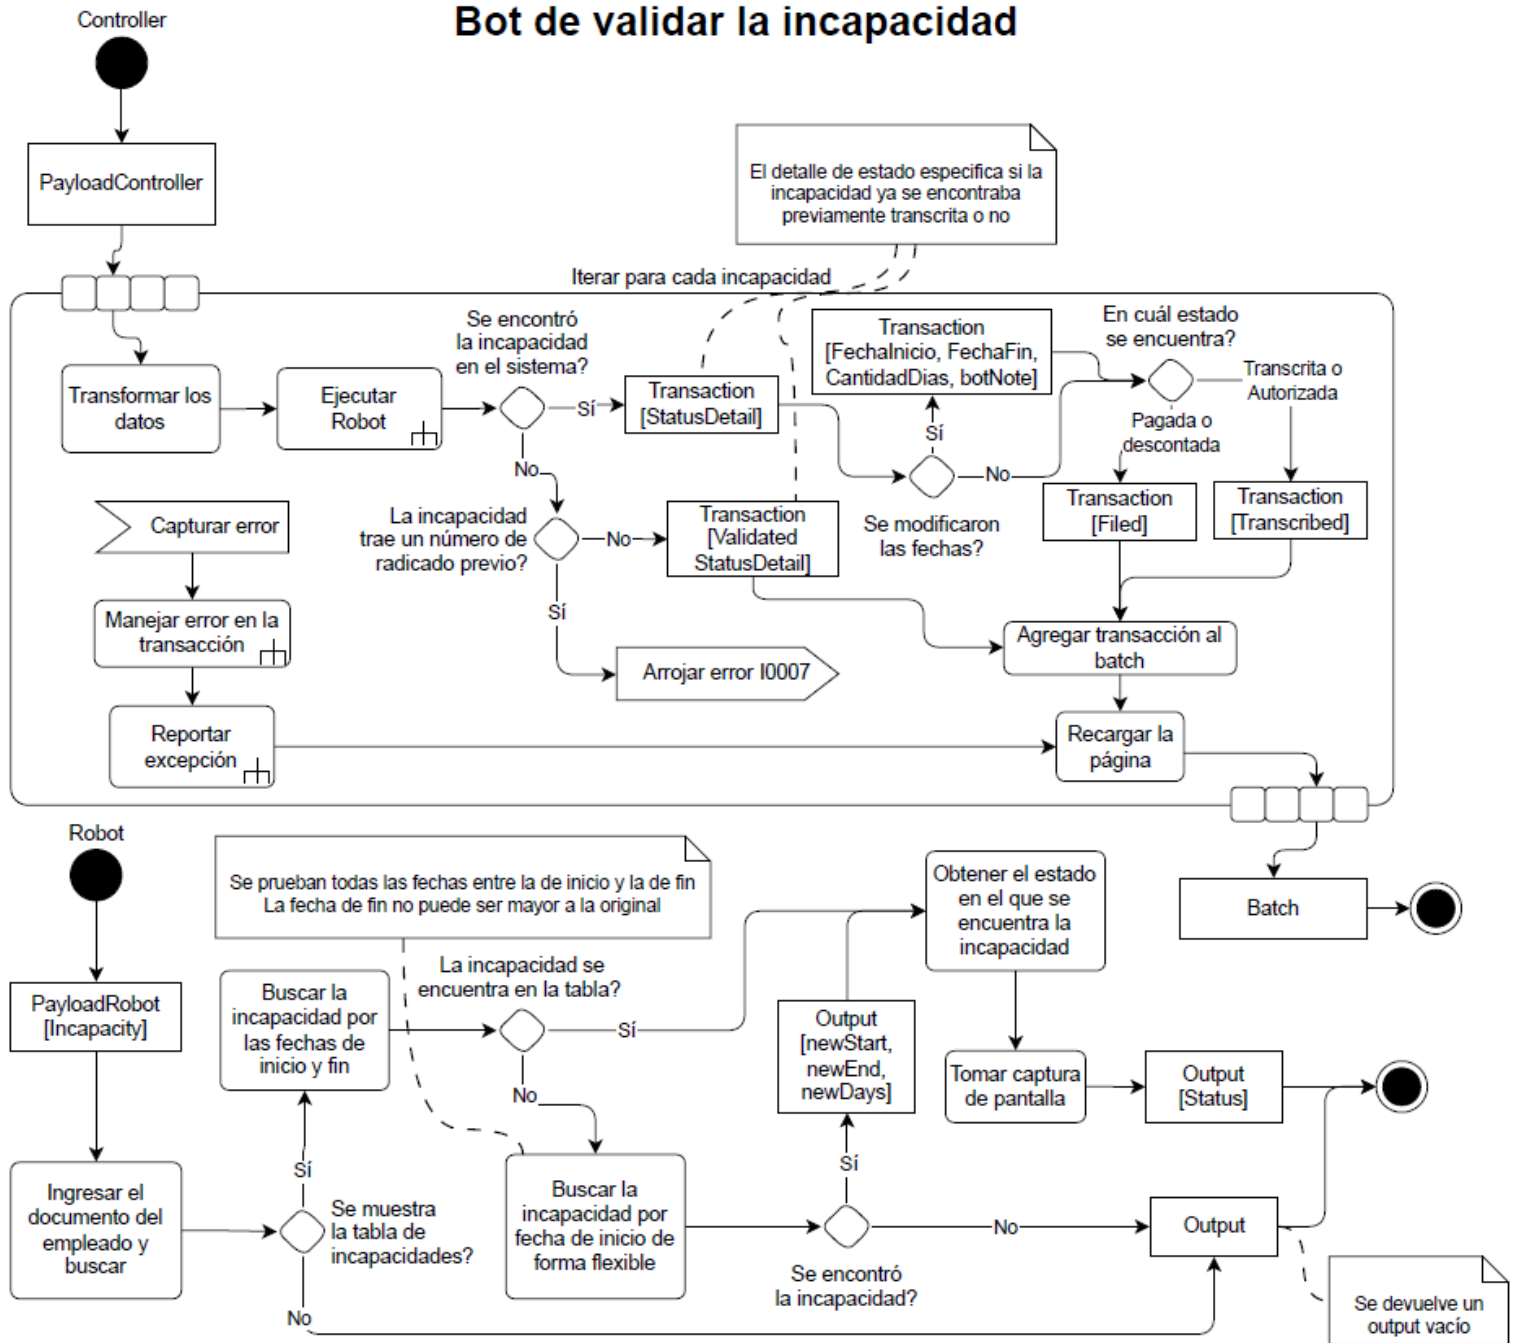 Bot de validar la incapacidad
Controller
PayloadController
El detalle de estado especifica si la
incapacidad ya se encontraba
previamente transcrita o no
Iterar para cada incapacidad
Transformar los
datos
Ejecutar
Robot
Se encontró
la incapacidad
en el sistema?
Sí
No
Transaction
[StatusDetail]
Transaction
[FechaInicio, FechaFin,
CantidadDias, botNote]
Sí
No
Se modificaron
las fechas?
En cuál estado
se encuentra?
Transcrita o
Autorizada
Pagada o
descontada
Transaction
[Filed]
Transaction
[Transcribed]
Capturar error
La incapacidad
trae un número de
radicado previo?
No
Sí
Transaction
[Validated
StatusDetail]
Manejar error en la
transacción
Arrojar error I0007
Agregar transacción al
batch
Reportar
excepción
Recargar la
página
Batch
Robot
Se prueban todas las fechas entre la de inicio y la de fin
La fecha de fin no puede ser mayor a la original
PayloadRobot
[Incapacity]
Buscar la
incapacidad por
las fechas de
inicio y fin
La incapacidad se
encuentra en la tabla?
Sí
No
Obtener el estado
en el que se
encuentra la
incapacidad
Output
[newStart,
newEnd,
newDays]
Tomar captura
de pantalla
Output
[Status]
Ingresar el
documento del
empleado y
buscar
Sí
Se muestra
la tabla de
incapacidades?
No
Buscar la
incapacidad por
fecha de inicio de
forma flexible
Sí
No
Se encontró
la incapacidad?
Output
Se devuelve un
output vacío